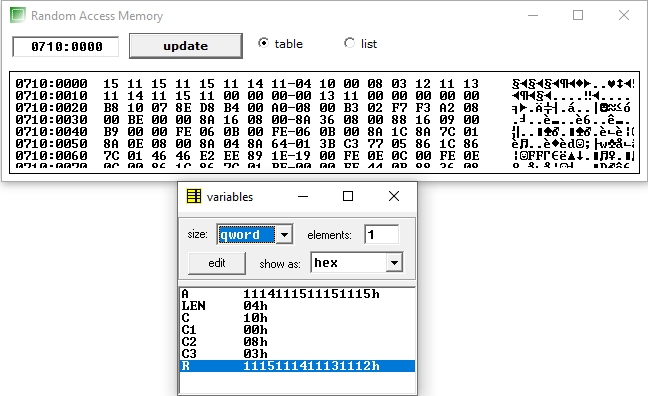 Random Access Memory
0710:0000 update table list
0710:0000 15 11 15 11 15 11 14 11-04 10 00 08 03 12 11 13 §◄§◄§◄¶◄♦►..♥↕◄‼
0710:0010 11 14 11 15 11 00 00 00-00 13 11 00 00 00 00 00 ◄¶◄§◄....‼◄.....
0710:0020 B8 10 07 8E D8 B4 00 A0-08 00 B3 02 F7 F3 A2 08
0710:0030 00 BE 00 00 8A 16 08 00-8A 36 08 00 88 16 09 00
0710:0040 B9 00 00 FE 06 0B 00 FE-06 0B 00 8A 1C 8A 7C 01
0710:0050 8A 0E 08 00 8A 04 8A 64-01 3B C3 77 05 86 1C 86
0710:0060 7C 01 46 46 E2 EE 89 1E-19 00 FE 0E 0C 00 FE 0E
variables
size: qword elements: 1
edit show as: hex
A 1114111511151115h
LEN 04h
C 10h
C1 00h
C2 08h
C3 03h
R 1115111411131112h